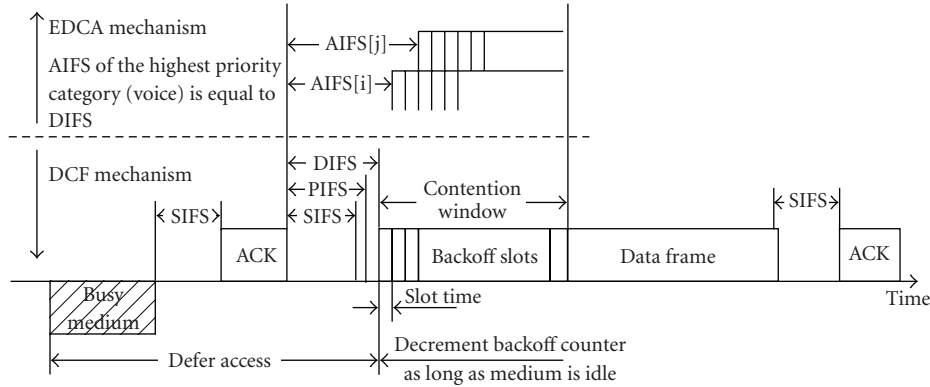 EDCA mechanism
AIFS of the highest priority
category (voice) is equal to
DIFS
AIFS[j]
AIFS[i]
DCF mechanism
DIFS
PIFS
SIFS
SIFS
Contention
window
SIFS
ACK
Backoff slots
Data frame
ACK
Busy
medium
Slot time
Time
Defer access
Decrement backoff counter
as long as medium is idle